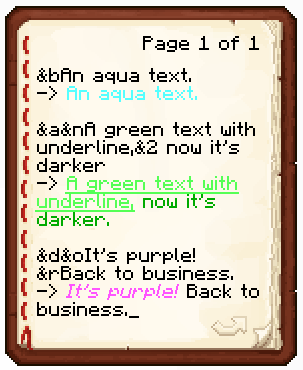 Page 1 of 1
&bAn aqua text.
-> An aqua text.
&a&nA green text with
underline,&2 now it's
darker
-> A green text with
underline, now it's
darker.
&d&oIt's purple!
&rBack to business.
-> It's purple! Back to
business._